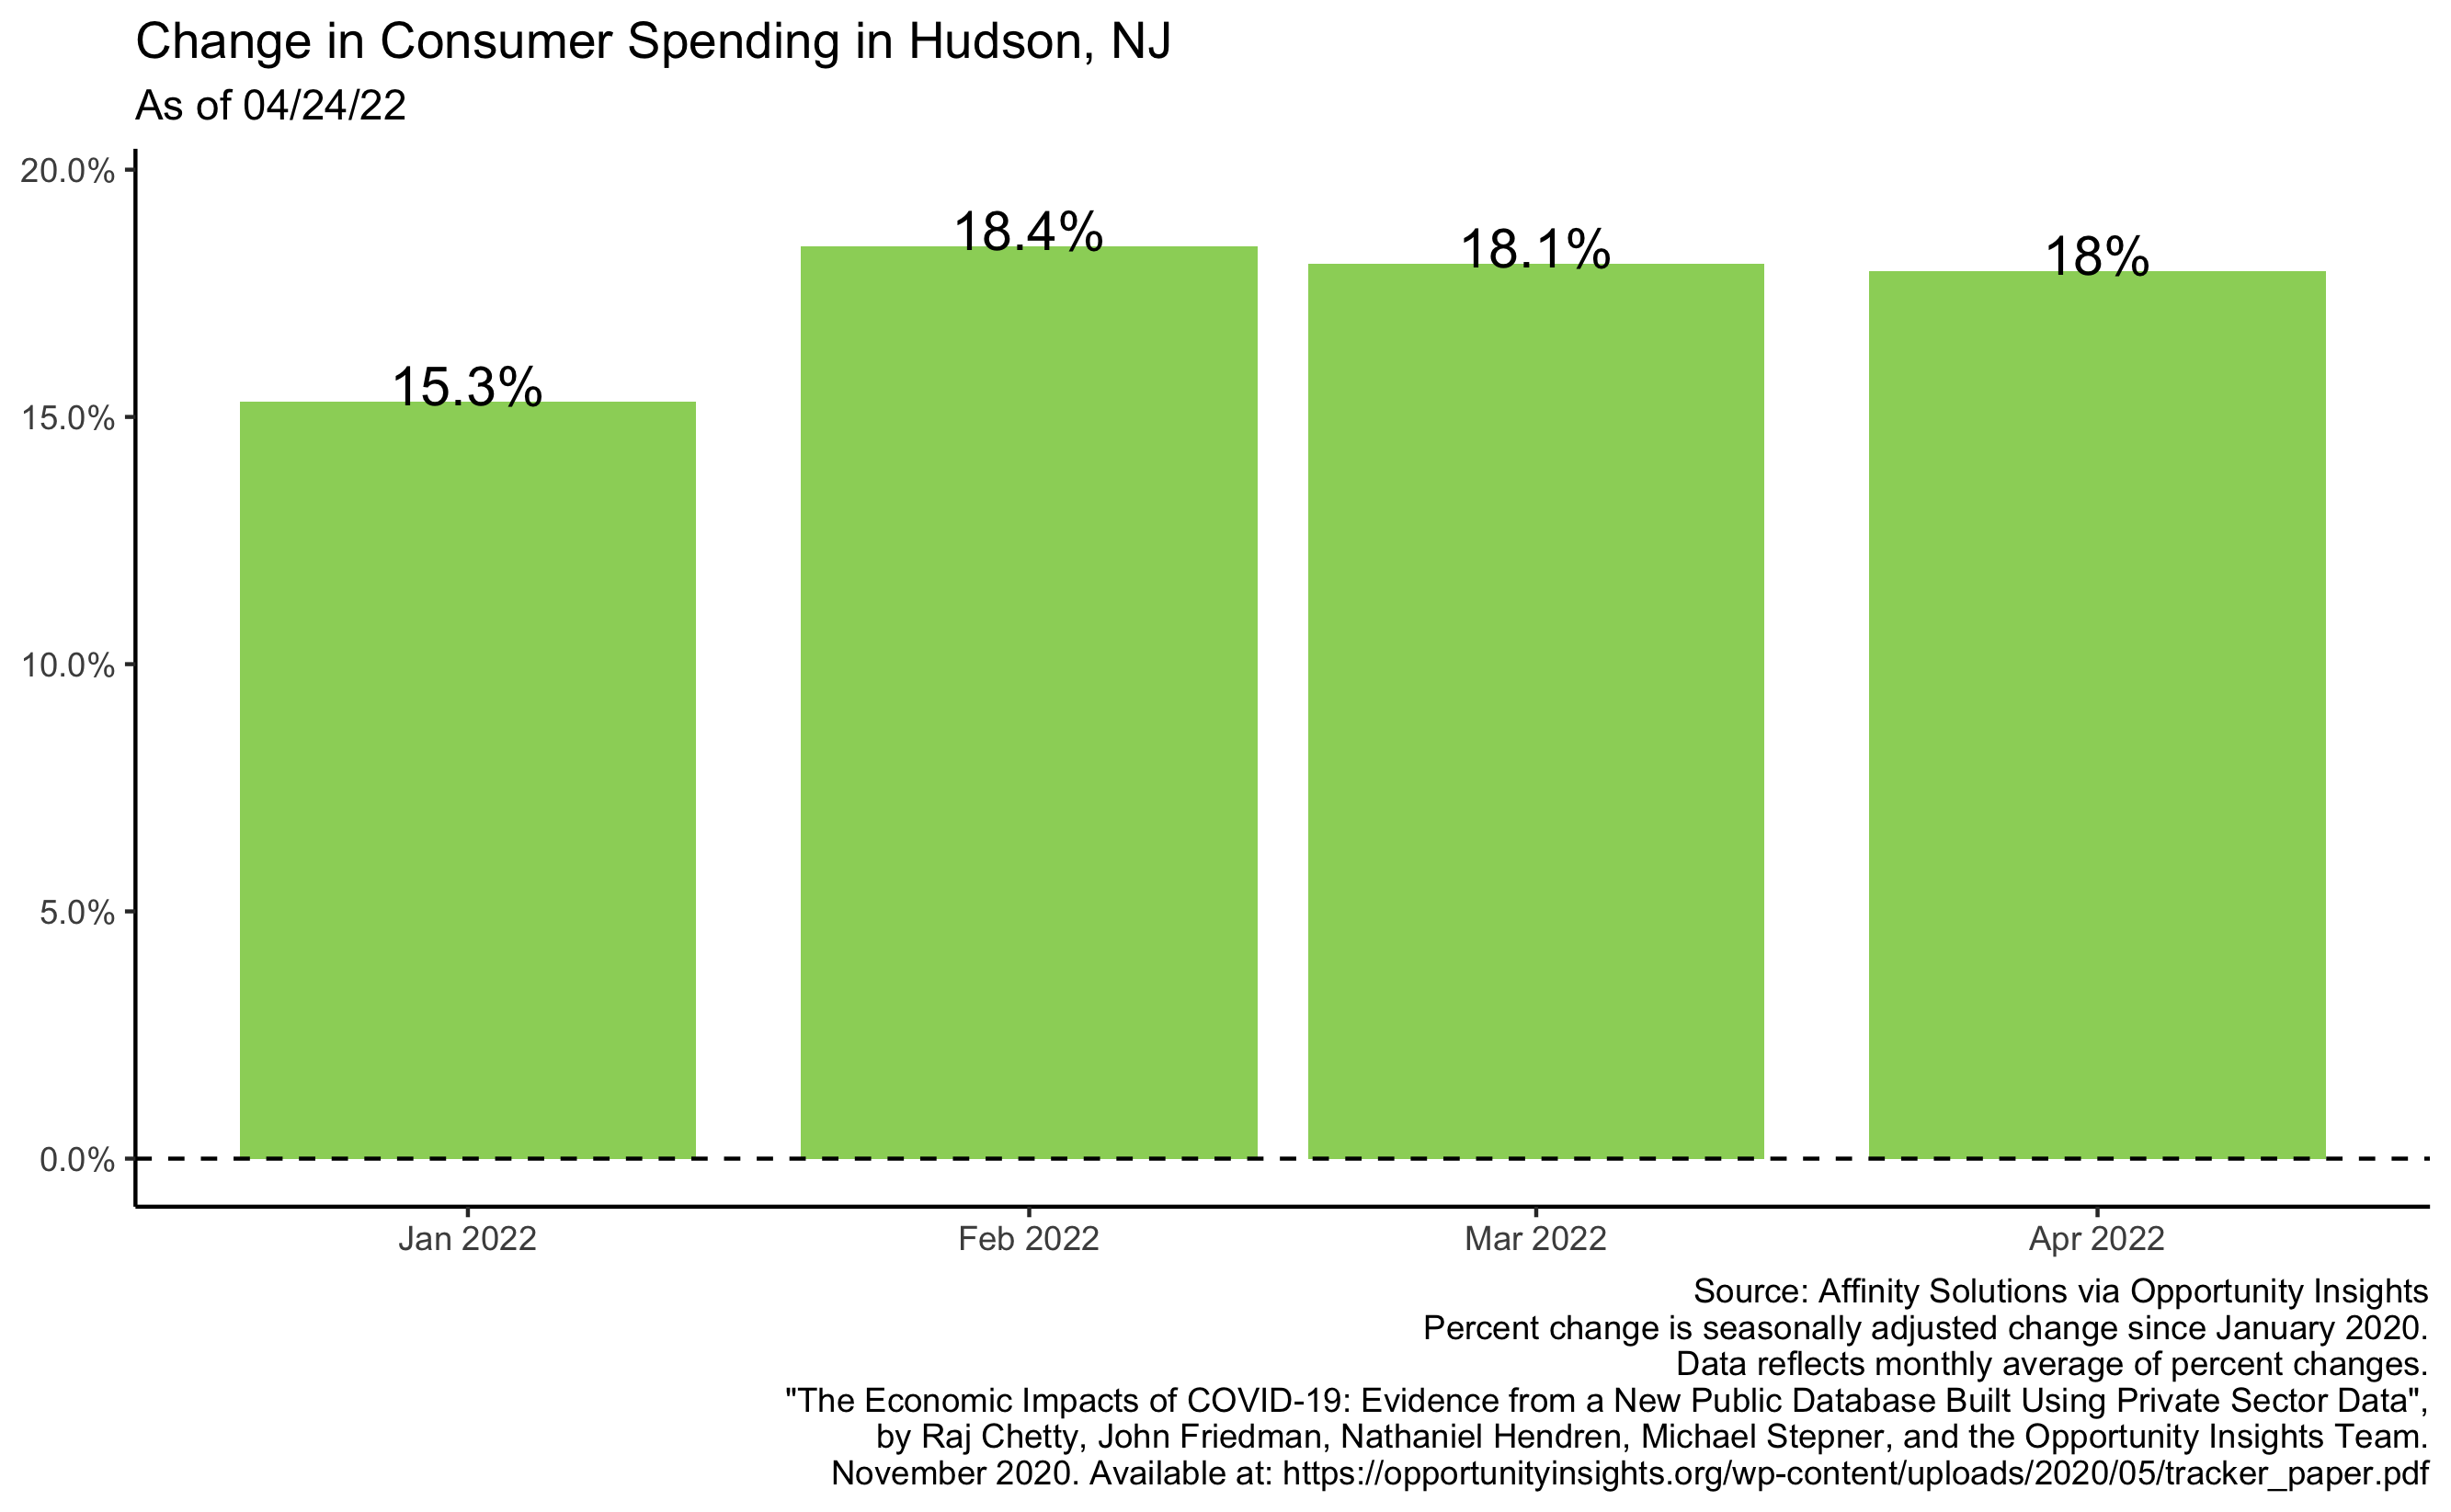 Change in Consumer Spending in Hudson, NJ
As of 04/24/22
20.0%
15.0%
10.0%
5.0%
0.0%
15.3%
18.4%
18.1%
18%
Jan 2022
Feb 2022
Mar 2022
Apr 2022
Source: Affinity Solutions via Opportunity Insights
Percent change is seasonally adjusted change since January 2020.
Data reflects monthly average of percent changes.
"The Economic Impacts of COVID-19: Evidence from a New Public Database Built Using Private Sector Data",
by Raj Chetty, John Friedman, Nathaniel Hendren, Michael Stepner, and the Opportunity Insights Team.
November 2020. Available at: https://opportunityinsights.org/wp-content/uploads/2020/05/tracker_paper.pdf